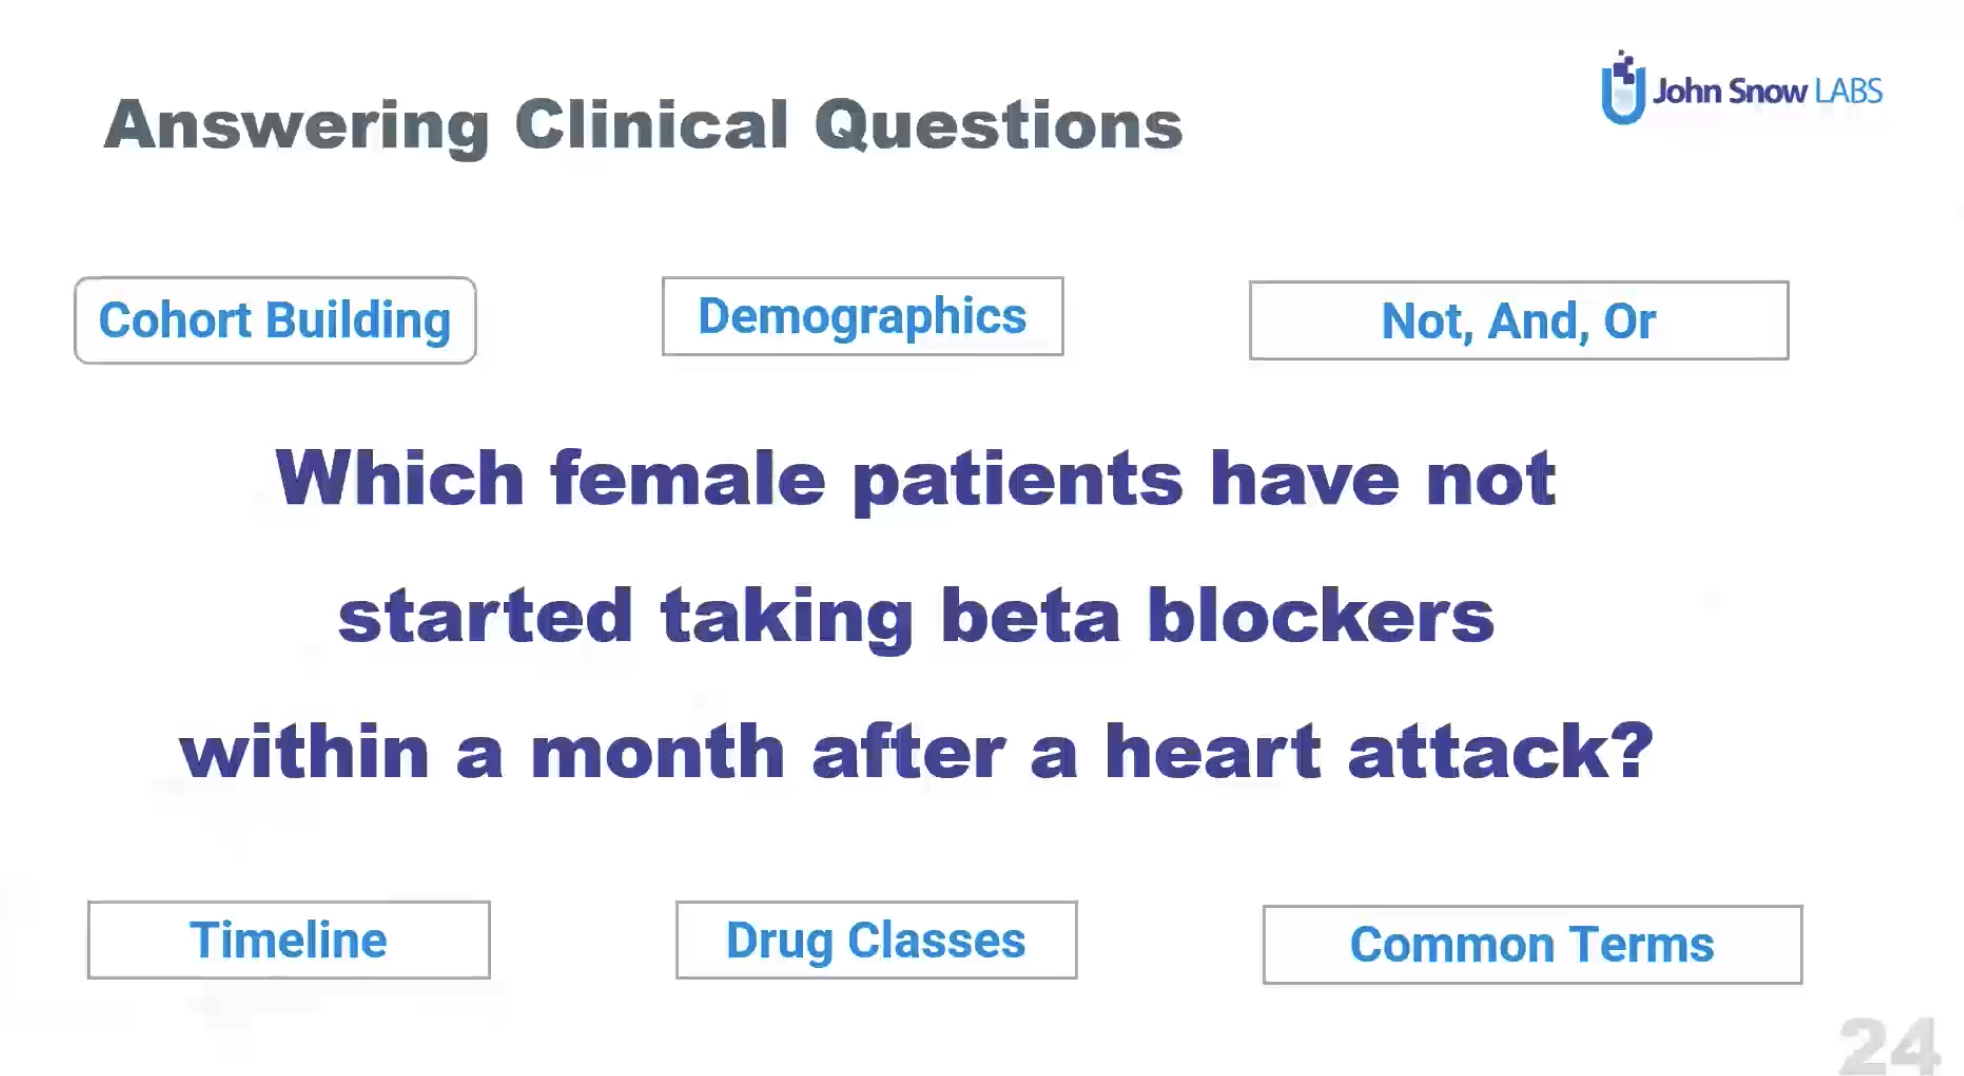 Answering Clinical Questions
John Snow LABS
Cohort Building
Demographics
Not, And, Or
Which female patients have not
started taking beta blockers
within a month after a heart attack?
Timeline
Drug Classes
Common Terms
24